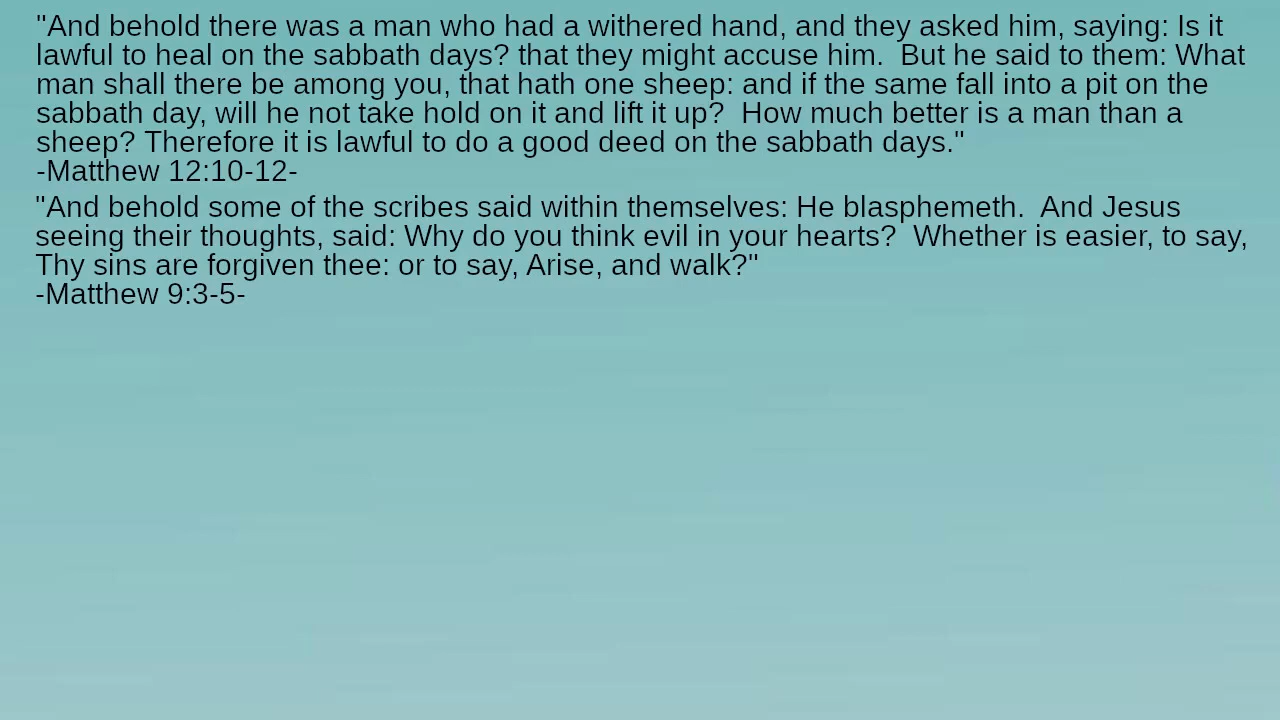 "And behold there was a man who had a withered hand, and they asked him, saying: Is it
lawful to heal on the sabbath days? that they might accuse him.  But he said to them: What
man shall there be among you, that hath one sheep: and if the same fall into a pit on the
sabbath day, will he not take hold on it and lift it up?  How much better is a man than a
sheep? Therefore it is lawful to do a good deed on the sabbath days."
-Matthew 12:10-12-
"And behold some of the scribes said within themselves: He blasphemeth.  And Jesus
seeing their thoughts, said: Why do you think evil in your hearts?  Whether is easier, to say,
Thy sins are forgiven thee: or to say, Arise, and walk?"
-Matthew 9:3-5-